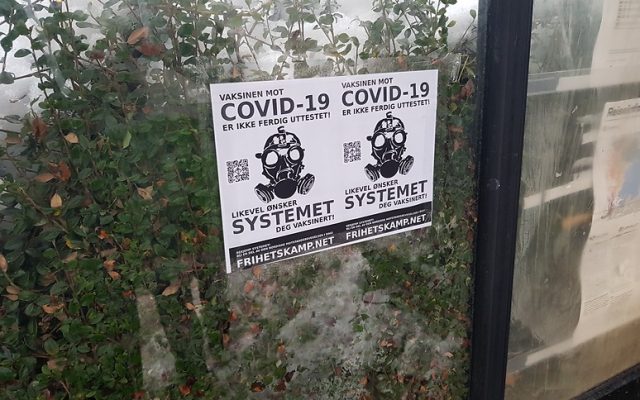 VAKSINEN MOT
COVID-19
ER IKKE FERDIG UTTESTET!
LIKEVEL ØNSKER
SYSTEMET
DEG VAKSINERT!
FRIHETSKAMP.NET
VAKSINEN MOT
COVID-19
ER IKKE FERDIG UTTESTET!
LIKEVEL ØNSKER
SYSTEMET
DEG VAKSINERT!
FRIHETSKAMP.NET